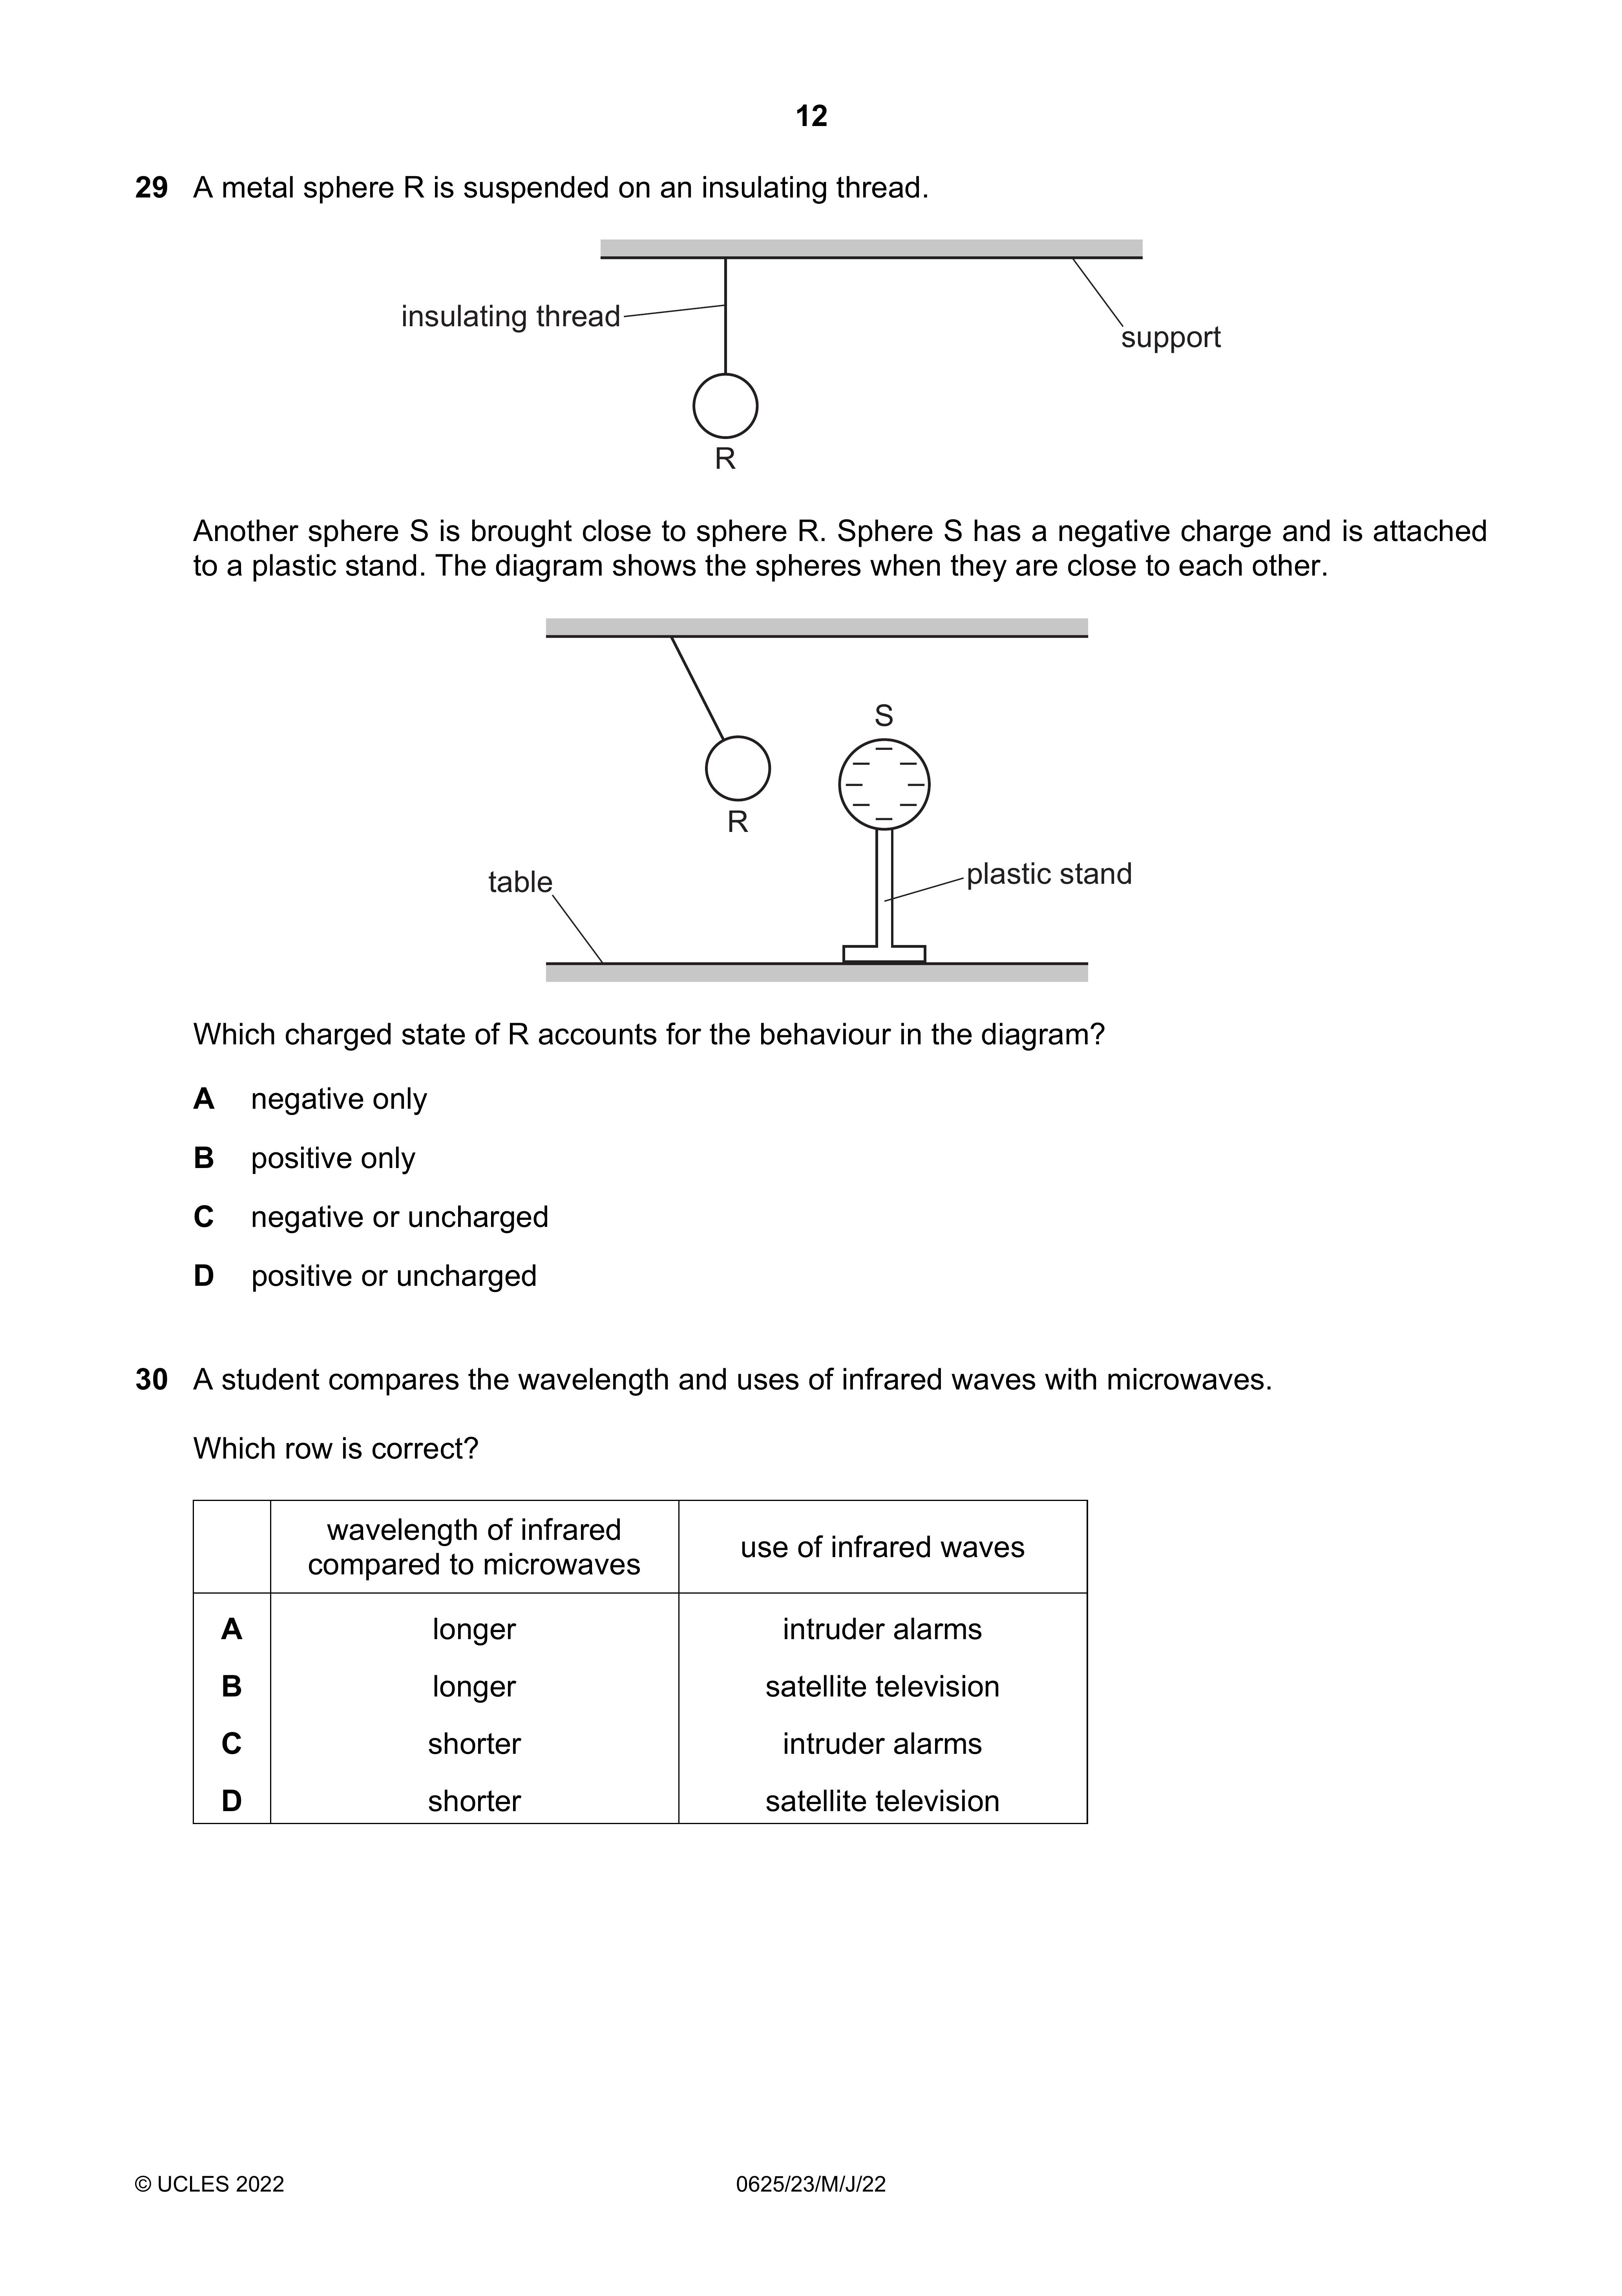 12
29 A metal sphere R is suspended on an insulating thread.
insulating thread
support
R
Another sphere S is brought close to sphere R. Sphere S has a negative charge and is attached
to a plastic stand. The diagram shows the spheres when they are close to each other.
S
R
table
plastic stand
Which charged state of R accounts for the behaviour in the diagram?
A negative only
B positive only
C negative or uncharged
D positive or uncharged
30 A student compares the wavelength and uses of infrared waves with microwaves.
Which row is correct?
wavelength of infrared
compared to microwaves
use of infrared waves
A longer intruder alarms
B longer satellite television
C shorter intruder alarms
D shorter satellite television
© UCLES 2022 0625/23/M/J/22